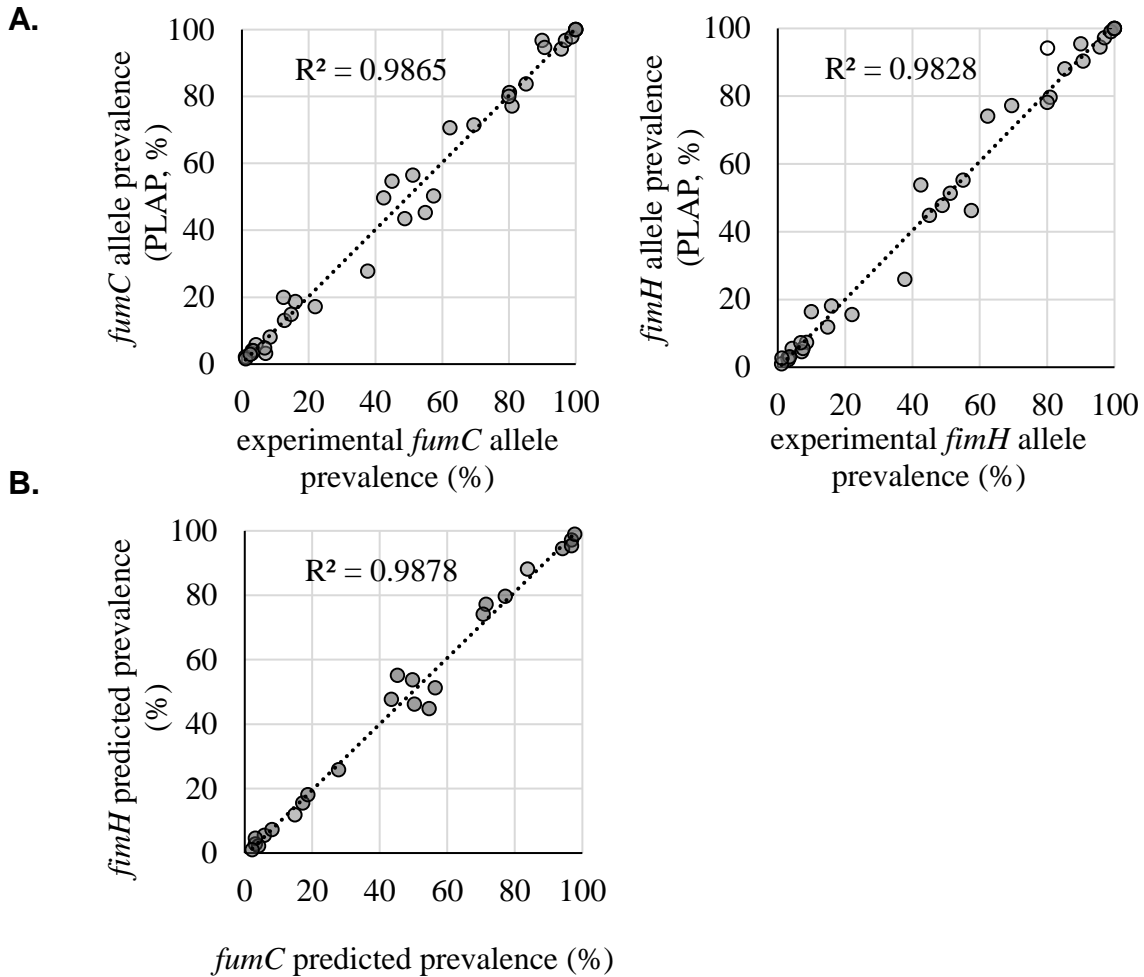 A.
fumC allele prevalence
(PLAP, %)
100
80
60
40
20
0
R² = 0.9865
0 20 40 60 80 100
experimental fumC allele
prevalence (%)
fimH allele prevalence
(PLAP, %)
100
80
60
40
20
0
R² = 0.9828
0 20 40 60 80 100
experimental fimH allele
prevalence (%)
B.
fimH predicted prevalence
(%)
100
80
60
40
20
0
R² = 0.9878
0 20 40 60 80 100
fumC predicted prevalence (%)